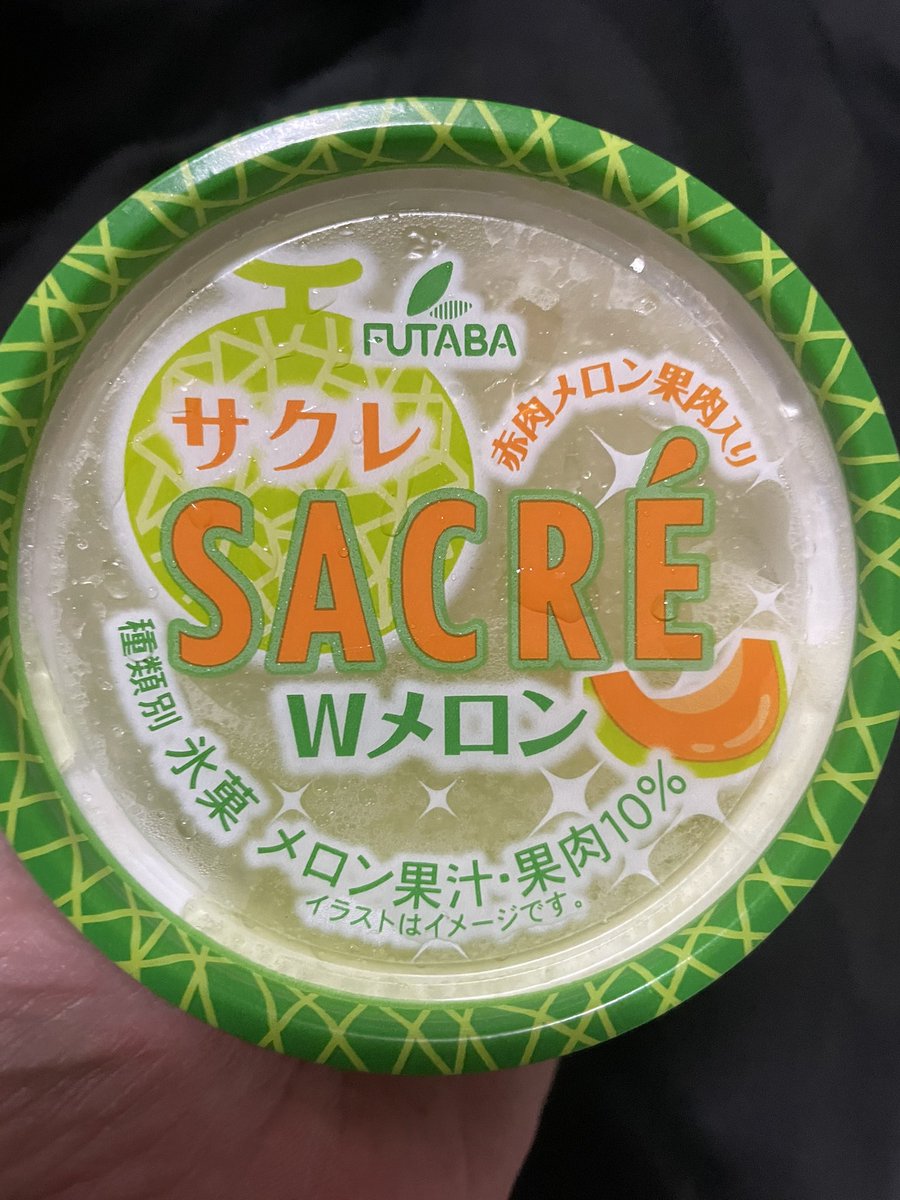 FUTABA
サクレ
赤肉メロン果肉入り
SACRÉ
Wメロン
種類別 氷菓 メロン果汁・果肉10%
イラストはイメージです。